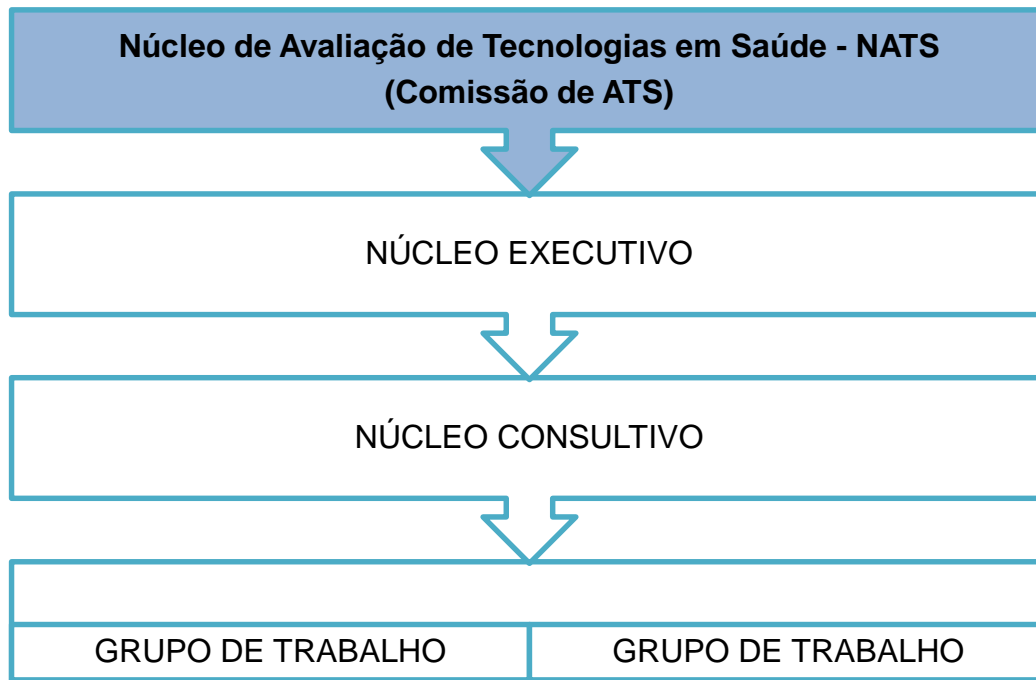 Núcleo de Avaliação de Tecnologias em Saúde - NATS
(Comissão de ATS)
NÚCLEO EXECUTIVO
NÚCLEO CONSULTIVO
GRUPO DE TRABALHO
GRUPO DE TRABALHO